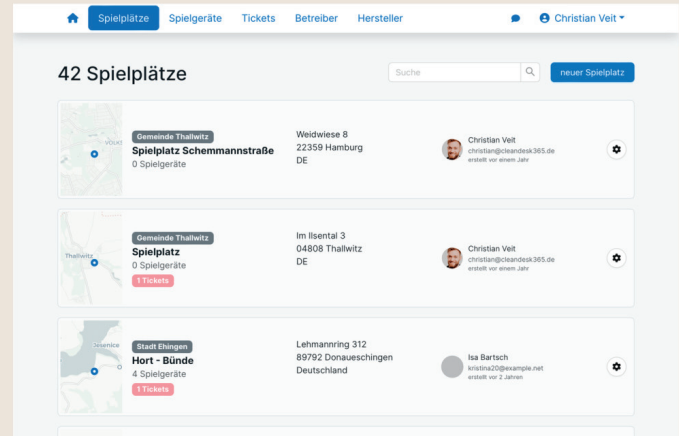 Spielplätze Spielgeräte Tickets Betreiber Hersteller Christian Veit
42 Spielplätze
Suche
neuer Spielplatz
VOLKS
Gemeinde Thallwitz
Spielplatz Schemmannstraße
0 Spielgeräte
Weidwiese 8
22359 Hamburg
DE
Christian Veit
christian@cleandesk365.de
erstellt vor einem Jahr
Thallwitz
Gemeinde Thallwitz
Spielplatz
0 Spielgeräte
1 Tickets
Im Ilsental 3
04808 Thallwitz
DE
Christian Veit
christian@cleandesk365.de
erstellt vor einem Jahr
Jesenice
Stadt Ehingen
Hort - Bünde
4 Spielgeräte
1 Tickets
Lehmannring 312
89792 Donaueschingen
Deutschland
Isa Bartsch
kristina20@example.net
erstellt vor 2 Jahren